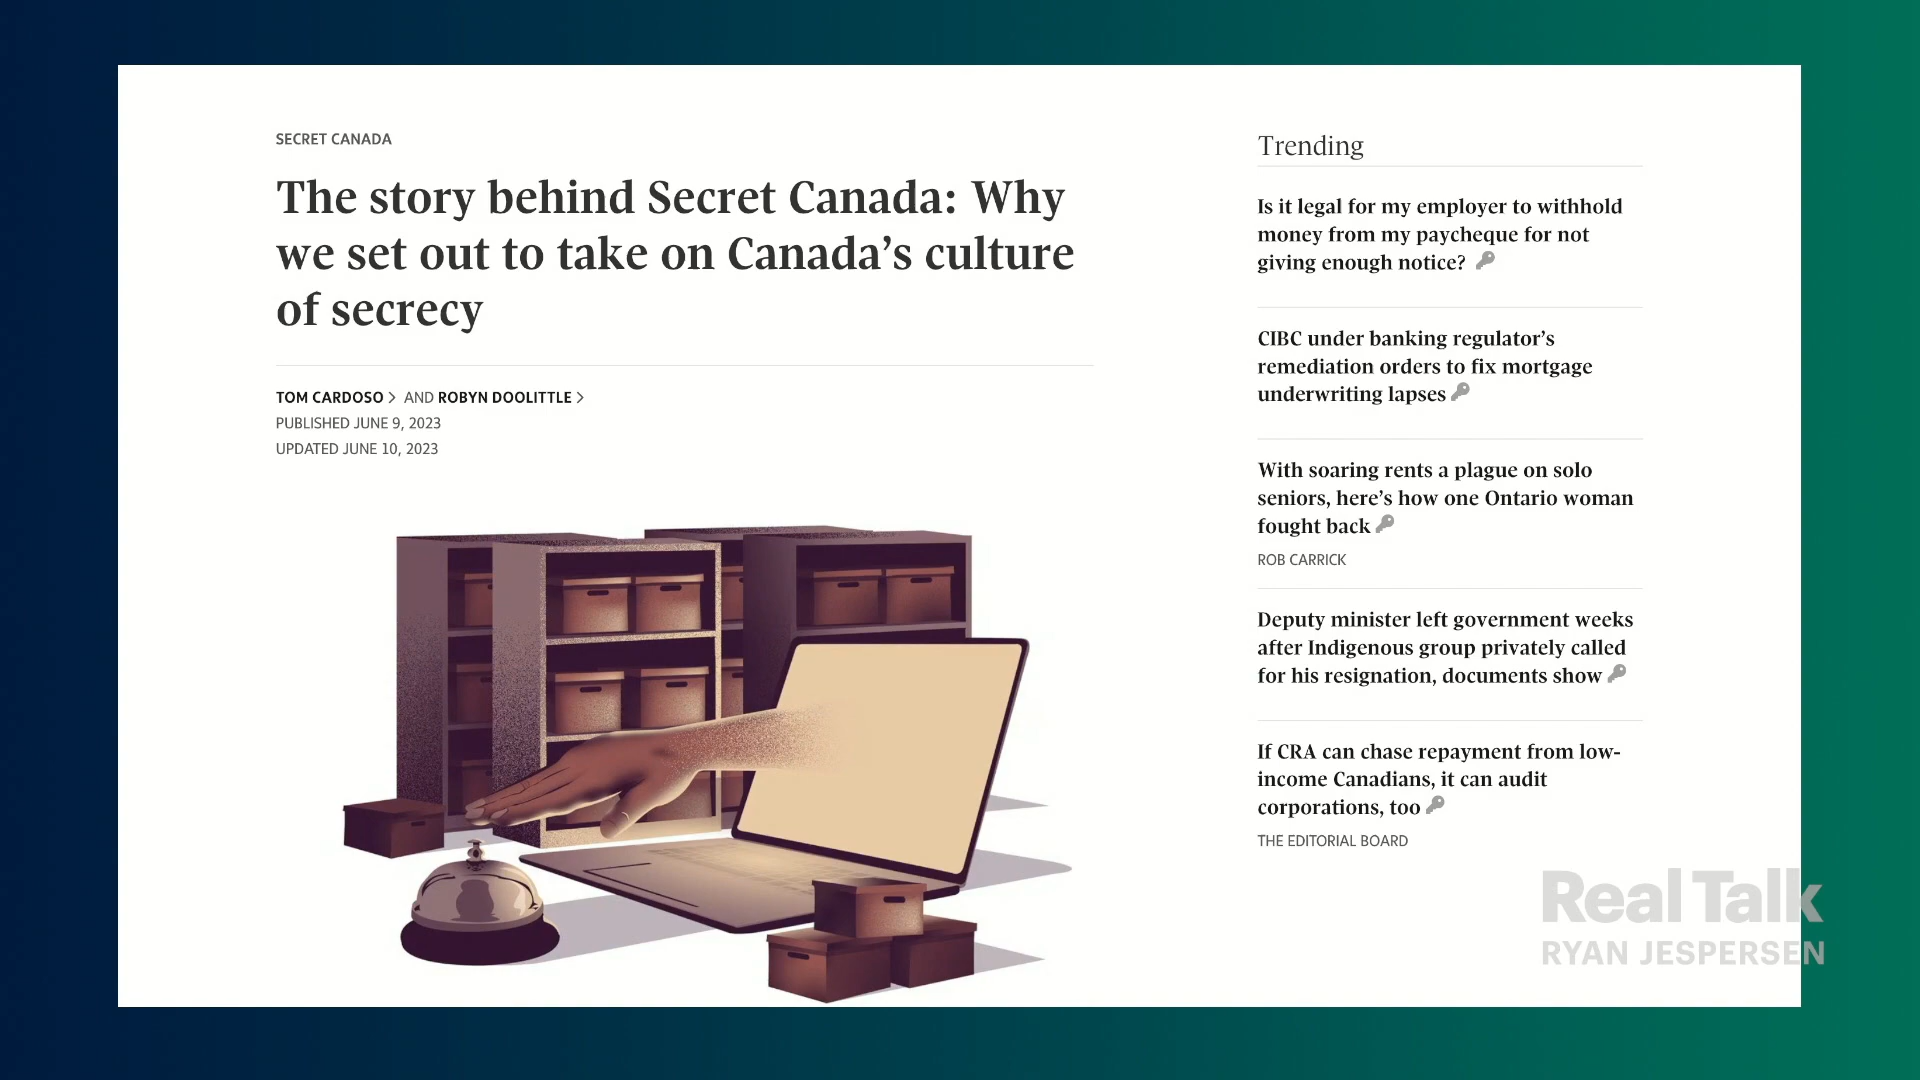 SECRET CANADA
The story behind Secret Canada: Why
we set out to take on Canada’s culture
of secrecy
TOM CARDOSO > AND ROBYN DOOLITTLE >
PUBLISHED JUNE 9, 2023
UPDATED JUNE 10, 2023
Trending
Is it legal for my employer to withhold
money from my paycheque for not
giving enough notice?
CIBC under banking regulator’s
remediation orders to fix mortgage
underwriting lapses
With soaring rents a plague on solo
seniors, here’s how one Ontario woman
fought back
ROB CARRICK
Deputy minister left government weeks
after Indigenous group privately called
for his resignation, documents show
If CRA can chase repayment from low-
income Canadians, it can audit
corporations, too
THE EDITORIAL BOARD
Real Talk
RYAN JESPERSEN